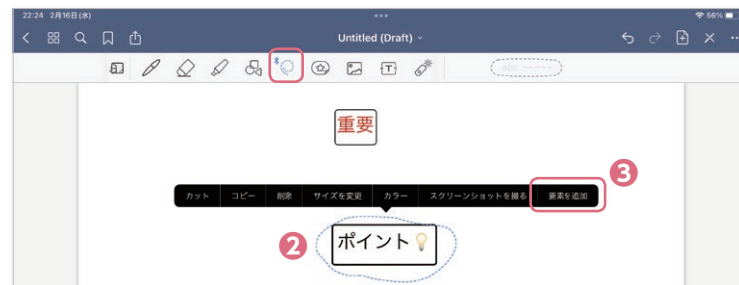 22:24 2月16日(水)
56%
Untitled (Draft)
重要
カット コピー 削除 サイズを変更 カラー スクリーンショットを撮る 要素を追加
3
2 ポイント💡